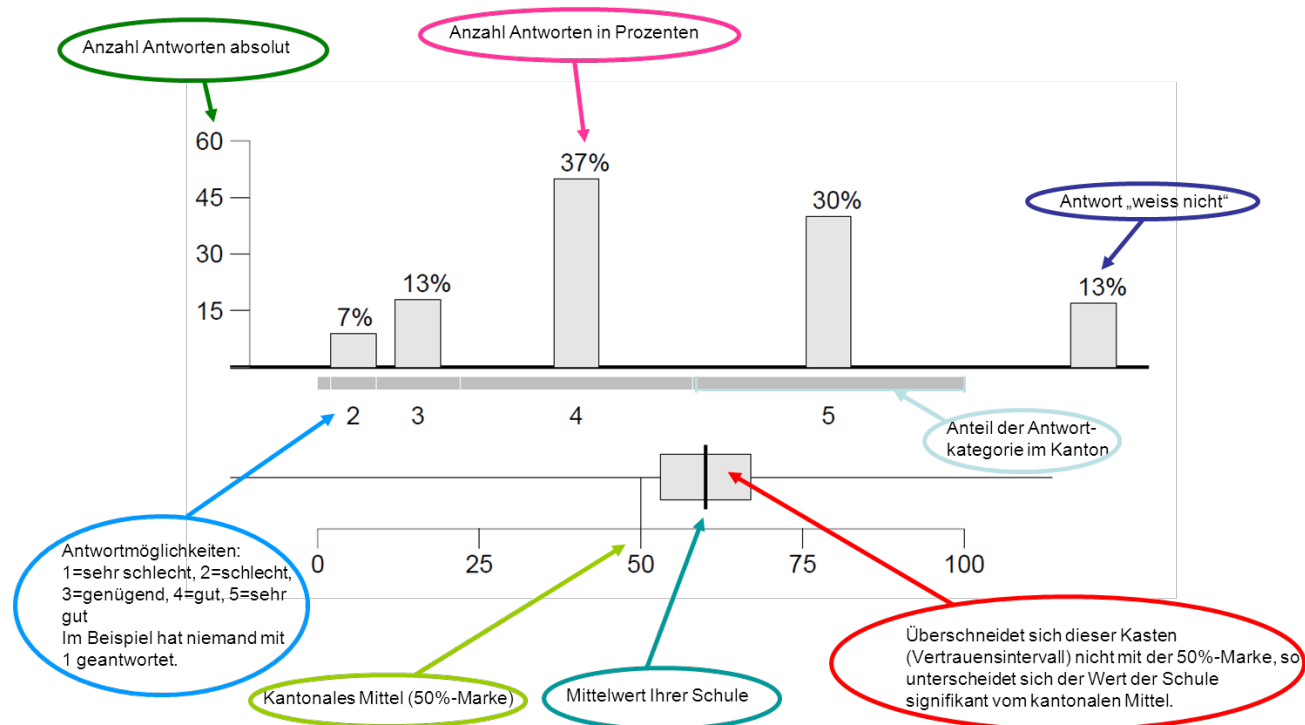 Anzahl Antworten absolut
Anzahl Antworten in Prozenten
60
45
30
15
7%
13%
37%
30%
13%
Antwort „weiss nicht“
2
3
4
5
Anteil der Antwort-
kategorie im Kanton
0
25
50
75
100
Antwortmöglichkeiten:
1=sehr schlecht, 2=schlecht,
3=genügend, 4=gut, 5=sehr
gut
Im Beispiel hat niemand mit
1 geantwortet.
Kantonales Mittel (50%-Marke)
Mittelwert Ihrer Schule
Überschneidet sich dieser Kasten
(Vertrauensintervall) nicht mit der 50%-Marke, so
unterscheidet sich der Wert der Schule
signifikant vom kantonalen Mittel.